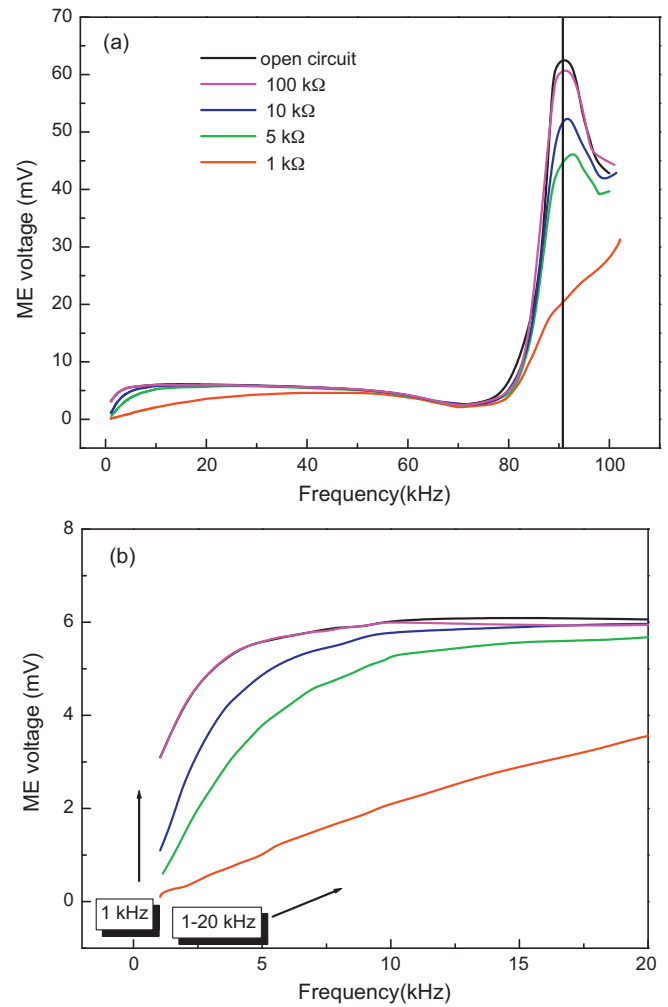 70
60
50
40
30
20
10
0
ME voltage (mV)
(a)
open circuit
100 kΩ
10 kΩ
5 kΩ
1 kΩ
0 20 40 60 80 100
Frequency(kHz)
8
6
4
2
0
ME voltage (mV)
(b)
1 kHz
1-20 kHz
0 5 10 15 20
Frequency(kHz)